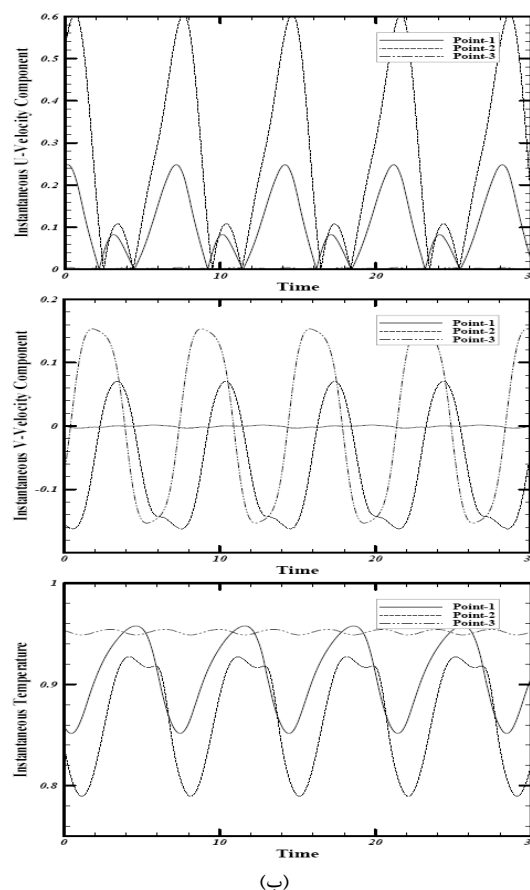 0.6
Point-1
Point-2
Point-3
0.5
0.4
0.3
0.2
0.1
0
Instantaneous U-Velocity Component
0 10 20 3
Time
0.2
Point-1
Point-2
Point-3
0.1
0
-0.1
Instantaneous V-Velocity Component
0 10 20 3
Time
1
Point-1
Point-2
Point-3
0.9
0.8
Instantaneous Temperature
0 10 20 3
Time
(ب)